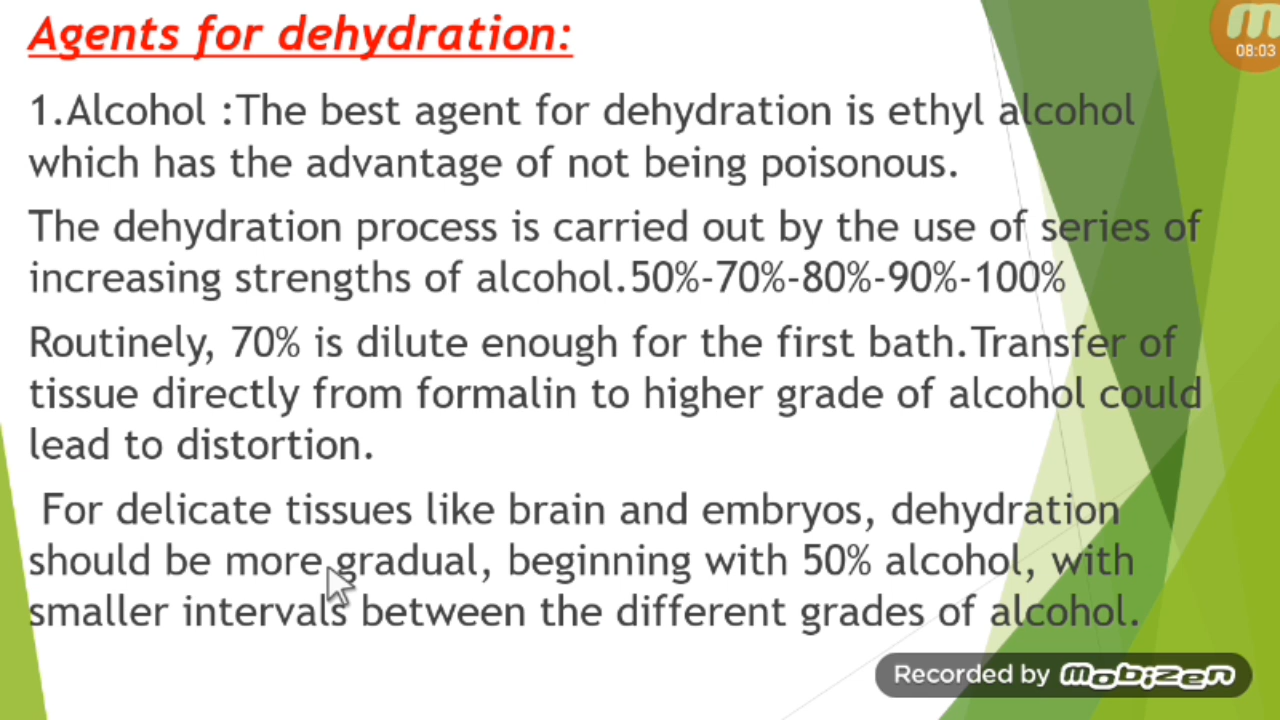 Agents for dehydration:
08:03
1.Alcohol :The best agent for dehydration is ethyl alcohol
which has the advantage of not being poisonous.
The dehydration process is carried out by the use of series of
increasing strengths of alcohol.50%-70%-80%-90%-100%
Routinely, 70% is dilute enough for the first bath.Transfer of
tissue directly from formalin to higher grade of alcohol could
lead to distortion.
For delicate tissues like brain and embryos, dehydration
should be more gradual, beginning with 50% alcohol, with
smaller intervals between the different grades of alcohol.
Recorded by mobizen